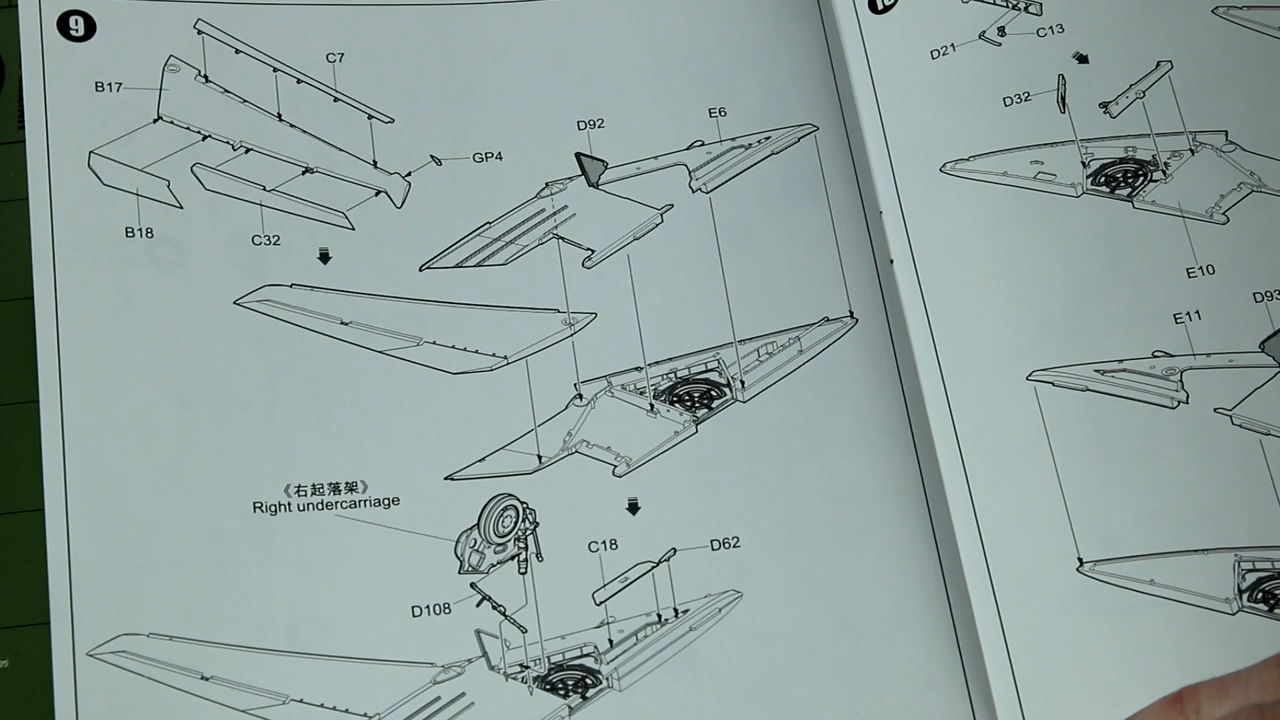 9
C7
B17
GP4
B18
C32
D92
E6
《右起落架》
Right undercarriage
C18
D62
D108
D21
C13
D32
E10
E11
D93